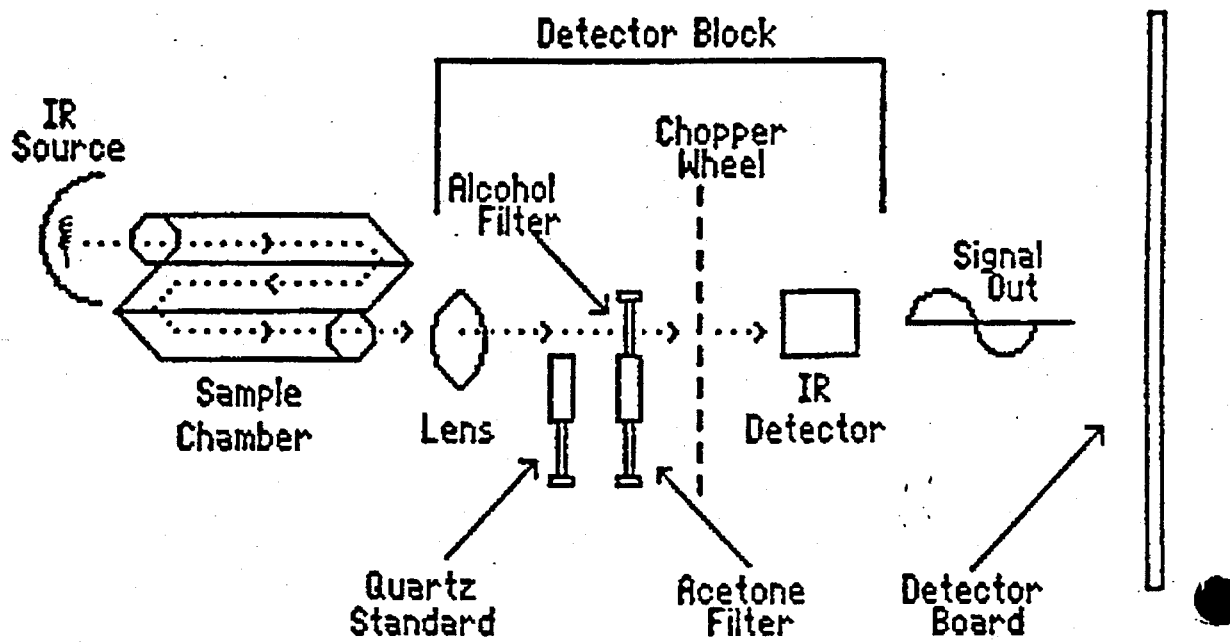 Detector Block
IR
Source
Chopper
Wheel
Alcohol
Filter
Signal
Out
Sample
Chamber
Lens
IR
Detector
Quartz
Standard
Acetone
Filter
Detector
Board